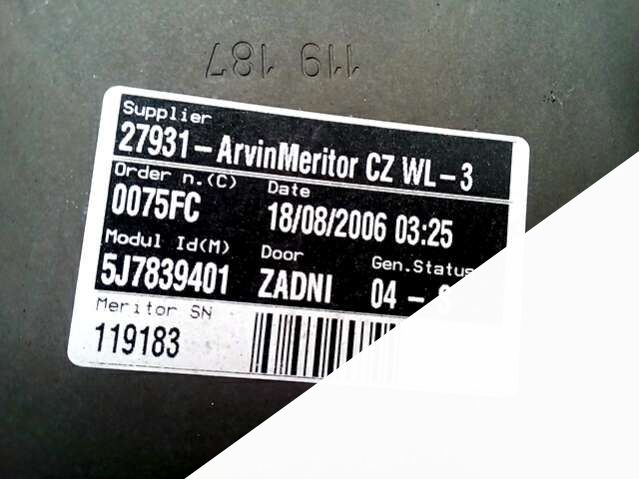 119 187
Supplier
27931-ArvinMeritor CZ WL-3
Order n.(C) Date
0075FC 18/08/2006 03:25
Modul Id(M) Door Gen.Status
5J7839401 ZADNI 04 -
Meritor SN
119183